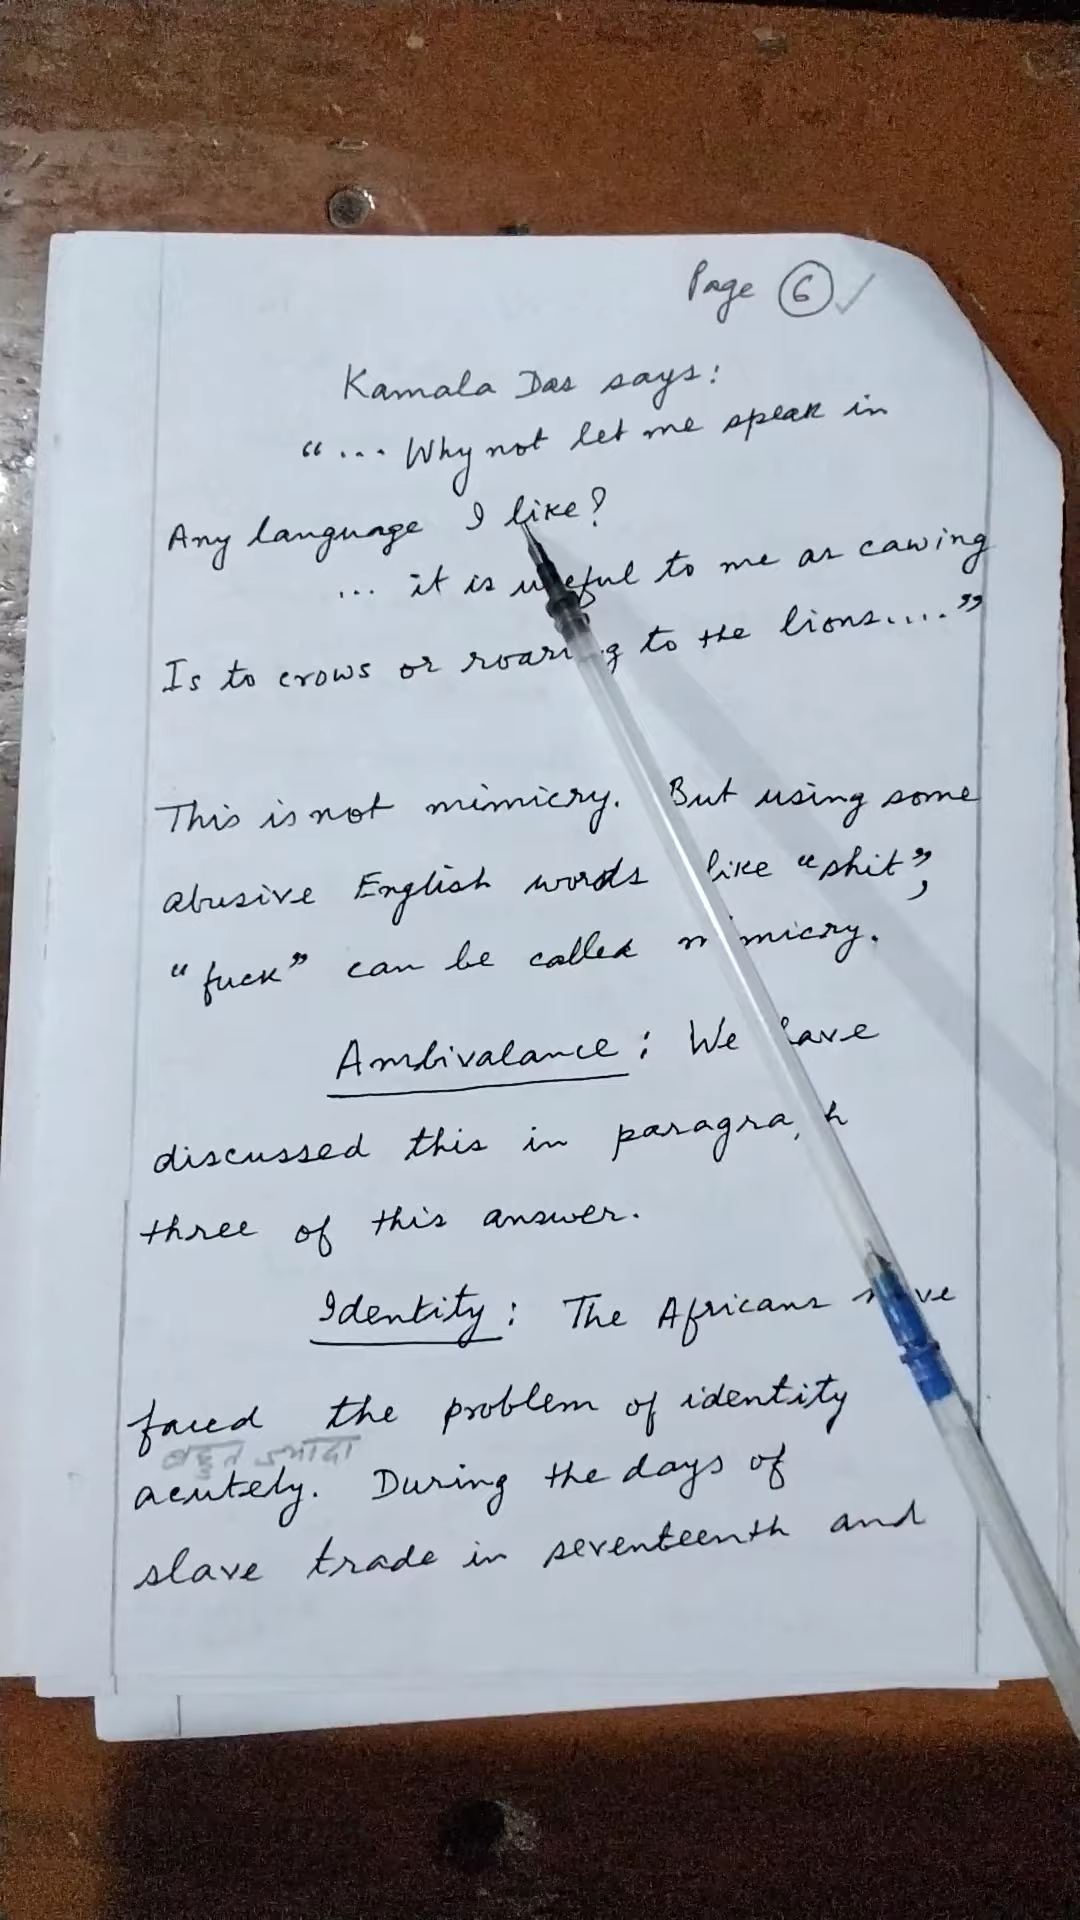 Page 6
Kamala Das says:
"... Why not let me speak in
Any language I like?
... it is useful to me as cawing
Is to crows or roaring to the lions....."
This is not mimicry. But using some
abusive English words like "shit",
"fuck" can be called mimicry.
Ambivalance: We have
discussed this in paragraph
three of this answer.
Identity: The Africans have
faced the problem of identity
बहुत ज्यादा
acutely. During the days of
slave trade in seventeenth and